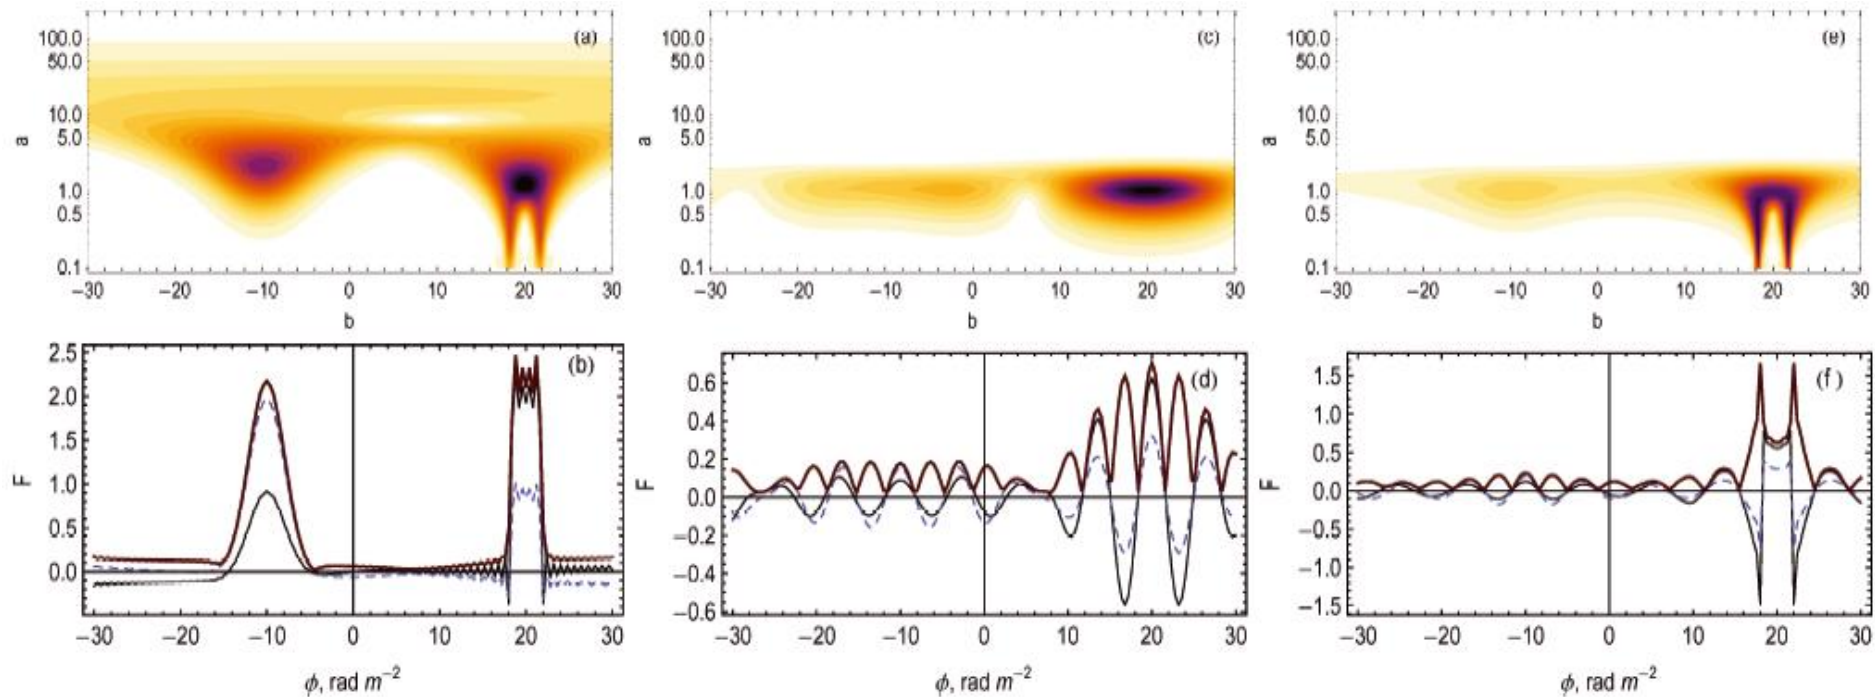 (a)
100.0
50.0
10.0
5.0
1.0
0.5
0.1
a
−30 −20 −10 0 10 20 30
b
(c)
100.0
50.0
10.0
5.0
1.0
0.5
0.1
a
−30 −20 −10 0 10 20 30
b
(e)
100.0
50.0
10.0
5.0
1.0
0.5
0.1
a
−30 −20 −10 0 10 20 30
b
(b)
2.5
2.0
1.5
1.0
0.5
0.0
F
−30 −20 −10 0 10 20 30
ϕ, rad m⁻²
(d)
0.6
0.4
0.2
0.0
−0.2
−0.4
−0.6
F
−30 −20 −10 0 10 20 30
ϕ, rad m⁻²
(f)
1.5
1.0
0.5
0.0
−0.5
−1.0
−1.5
F
−30 −20 −10 0 10 20 30
ϕ, rad m⁻²